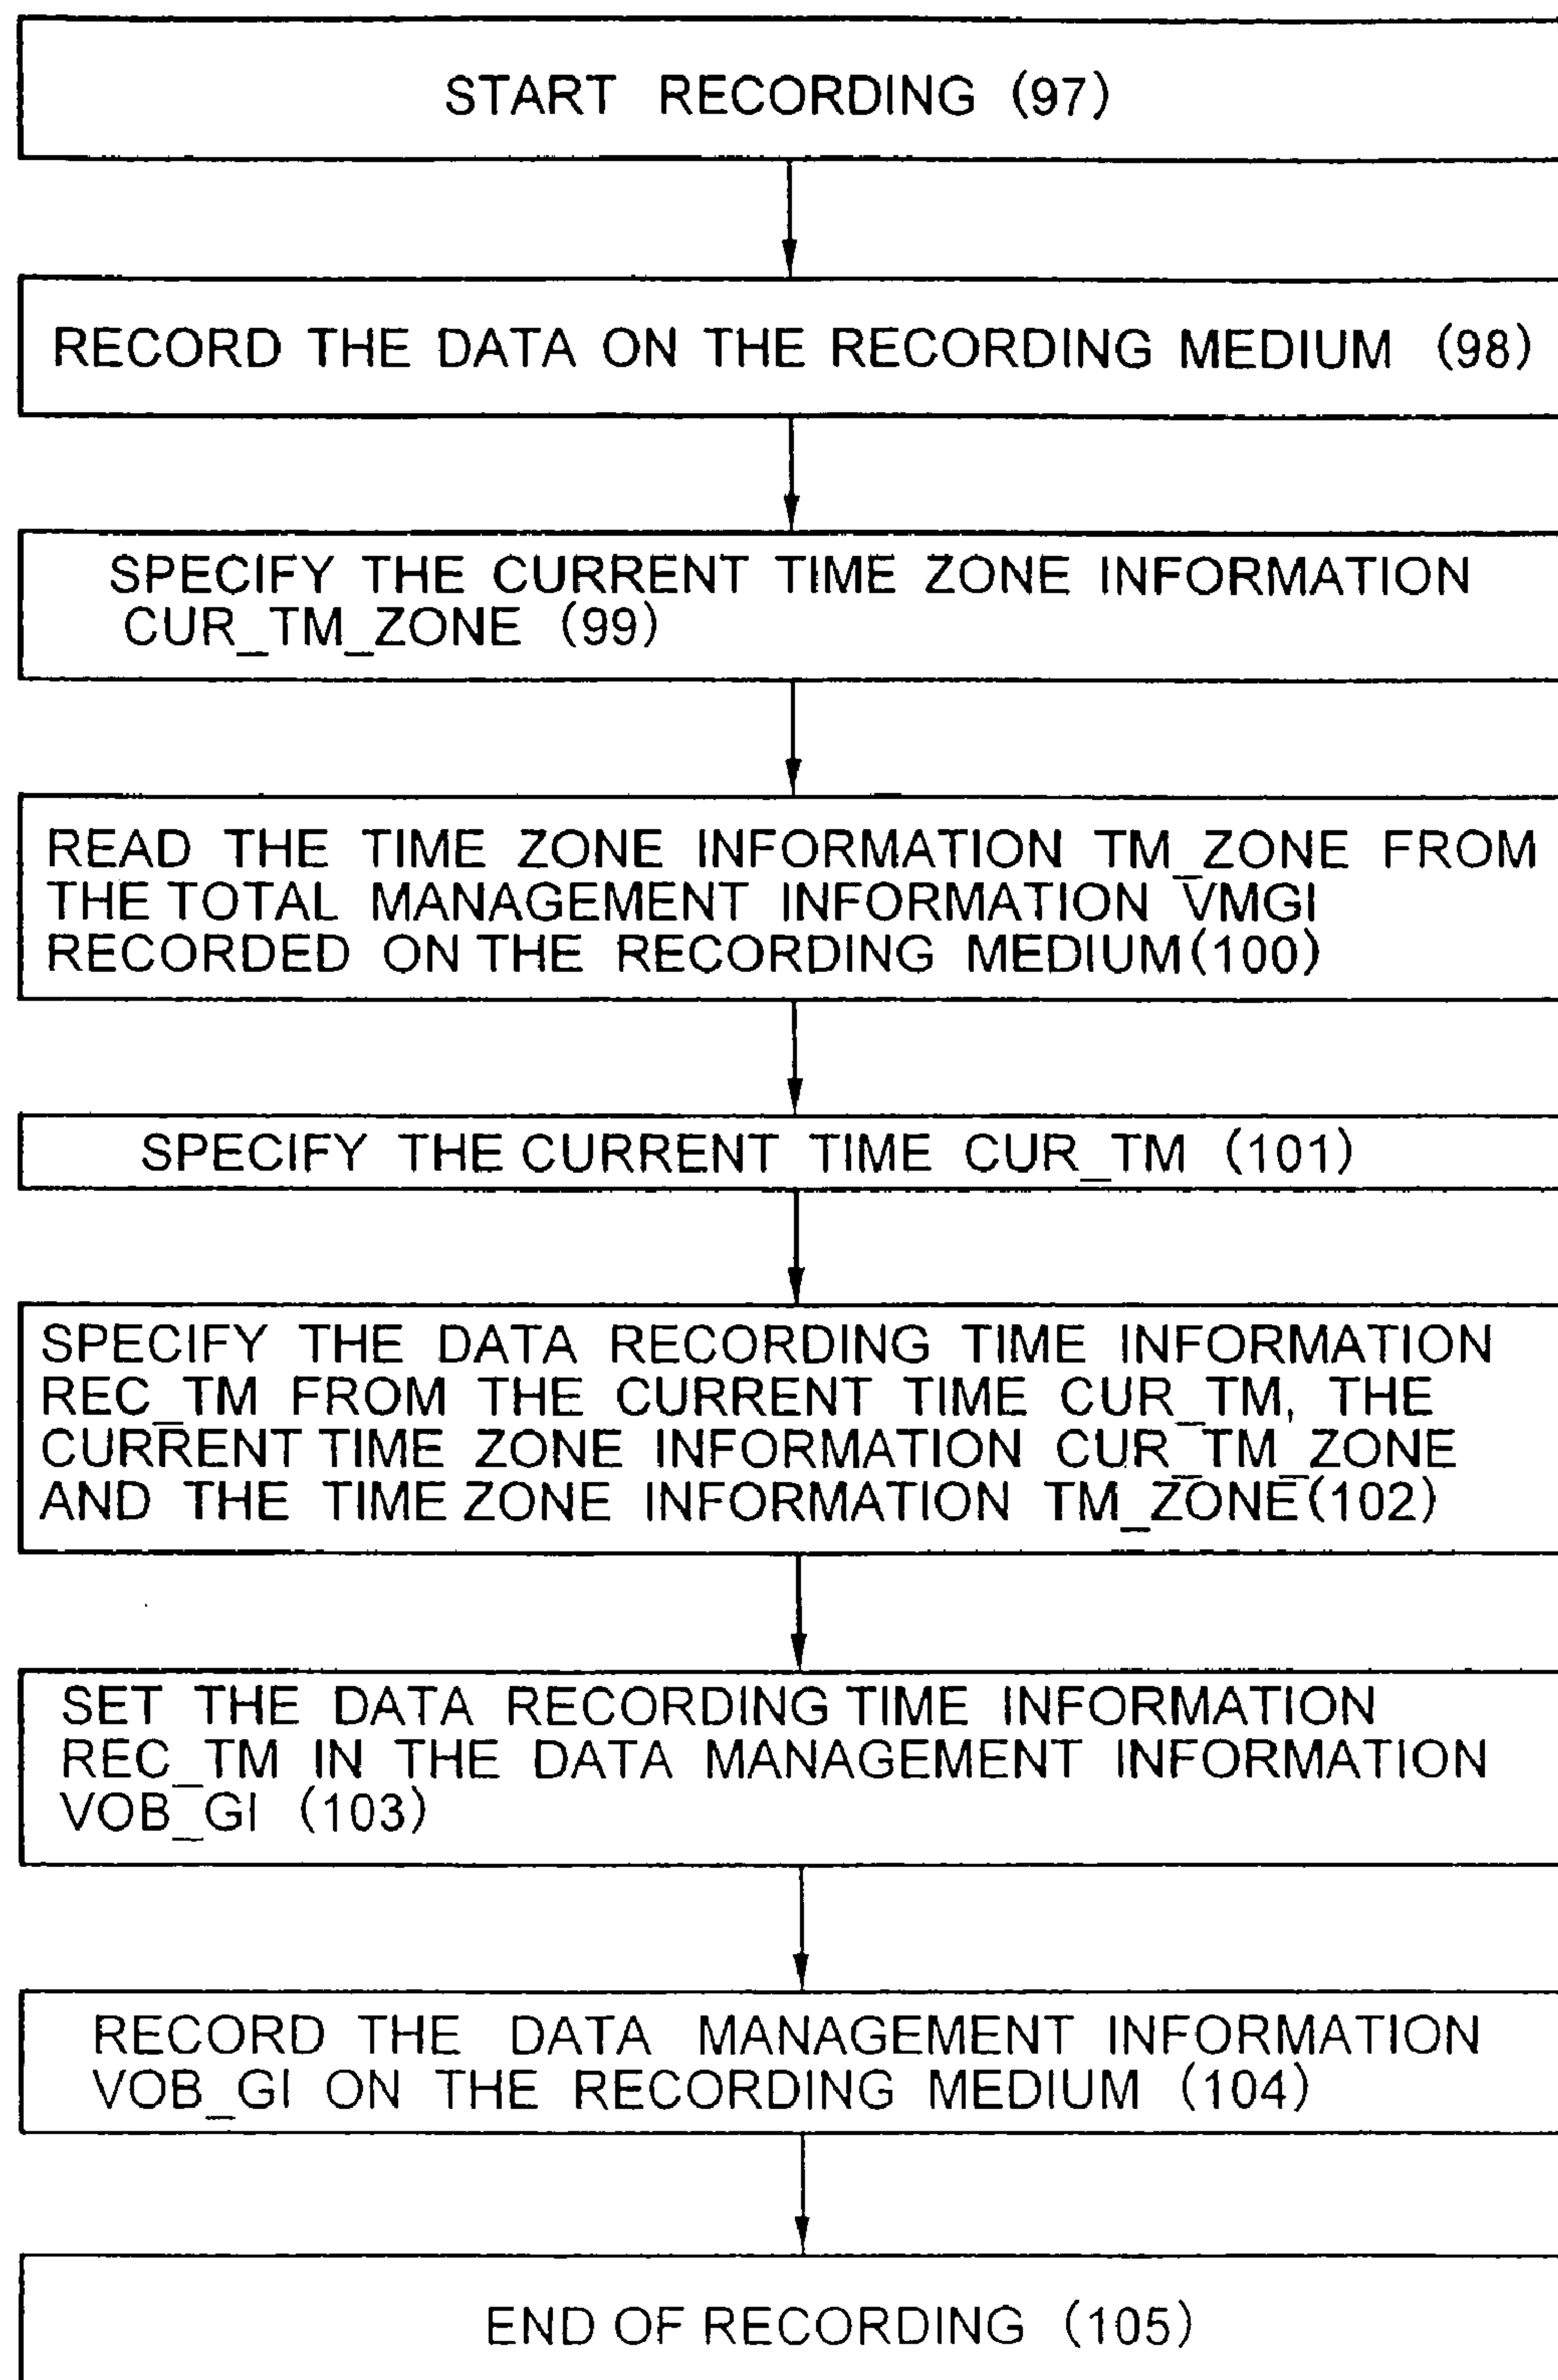 START RECORDING (97)
RECORD THE DATA ON THE RECORDING MEDIUM (98)
SPECIFY THE CURRENT TIME ZONE INFORMATION
CUR_TM_ZONE (99)
READ THE TIME ZONE INFORMATION TM_ZONE FROM
THE TOTAL MANAGEMENT INFORMATION VMGI
RECORDED ON THE RECORDING MEDIUM(100)
SPECIFY THE CURRENT TIME CUR_TM (101)
SPECIFY THE DATA RECORDING TIME INFORMATION
REC_TM FROM THE CURRENT TIME CUR_TM, THE
CURRENT TIME ZONE INFORMATION CUR_TM_ZONE
AND THE TIME ZONE INFORMATION TM_ZONE(102)
SET THE DATA RECORDING TIME INFORMATION
REC_TM IN THE DATA MANAGEMENT INFORMATION
VOB_GI (103)
RECORD THE DATA MANAGEMENT INFORMATION
VOB_GI ON THE RECORDING MEDIUM (104)
END OF RECORDING (105)